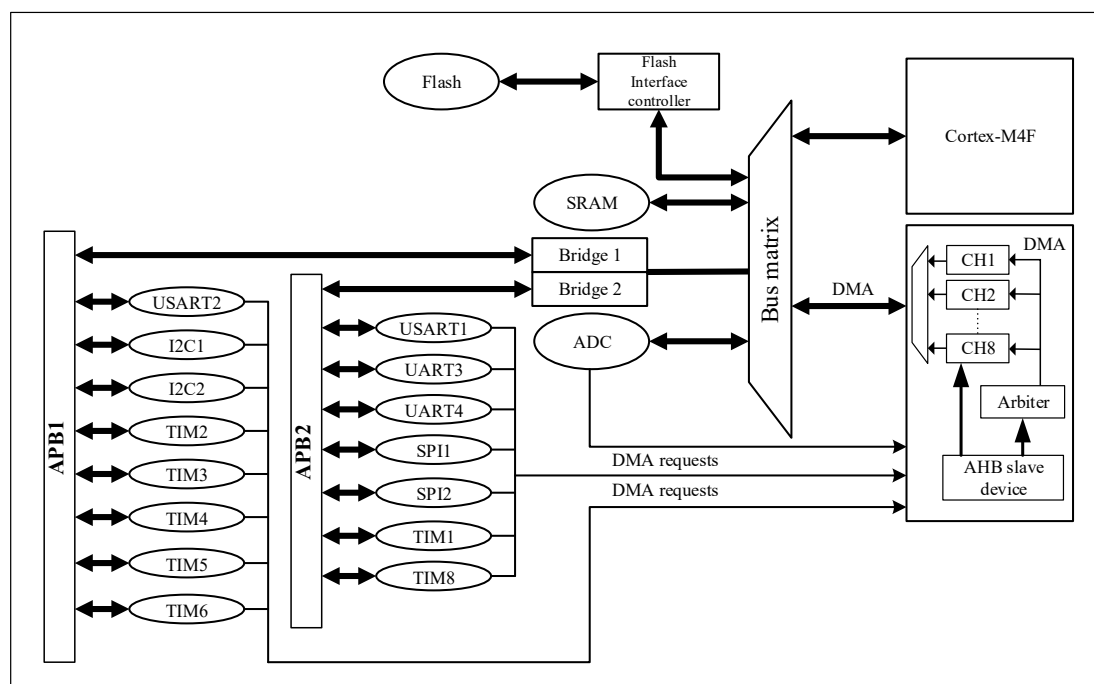 Flash
Flash
Interface
controller
Cortex-M4F
SRAM
Bus matrix
Bridge 1
Bridge 2
DMA
DMA
CH1
CH2
CH8
Arbiter
AHB slave
device
ADC
APB1
USART2
I2C1
I2C2
TIM2
TIM3
TIM4
TIM5
TIM6
APB2
USART1
UART3
UART4
SPI1
SPI2
TIM1
TIM8
DMA requests
DMA requests